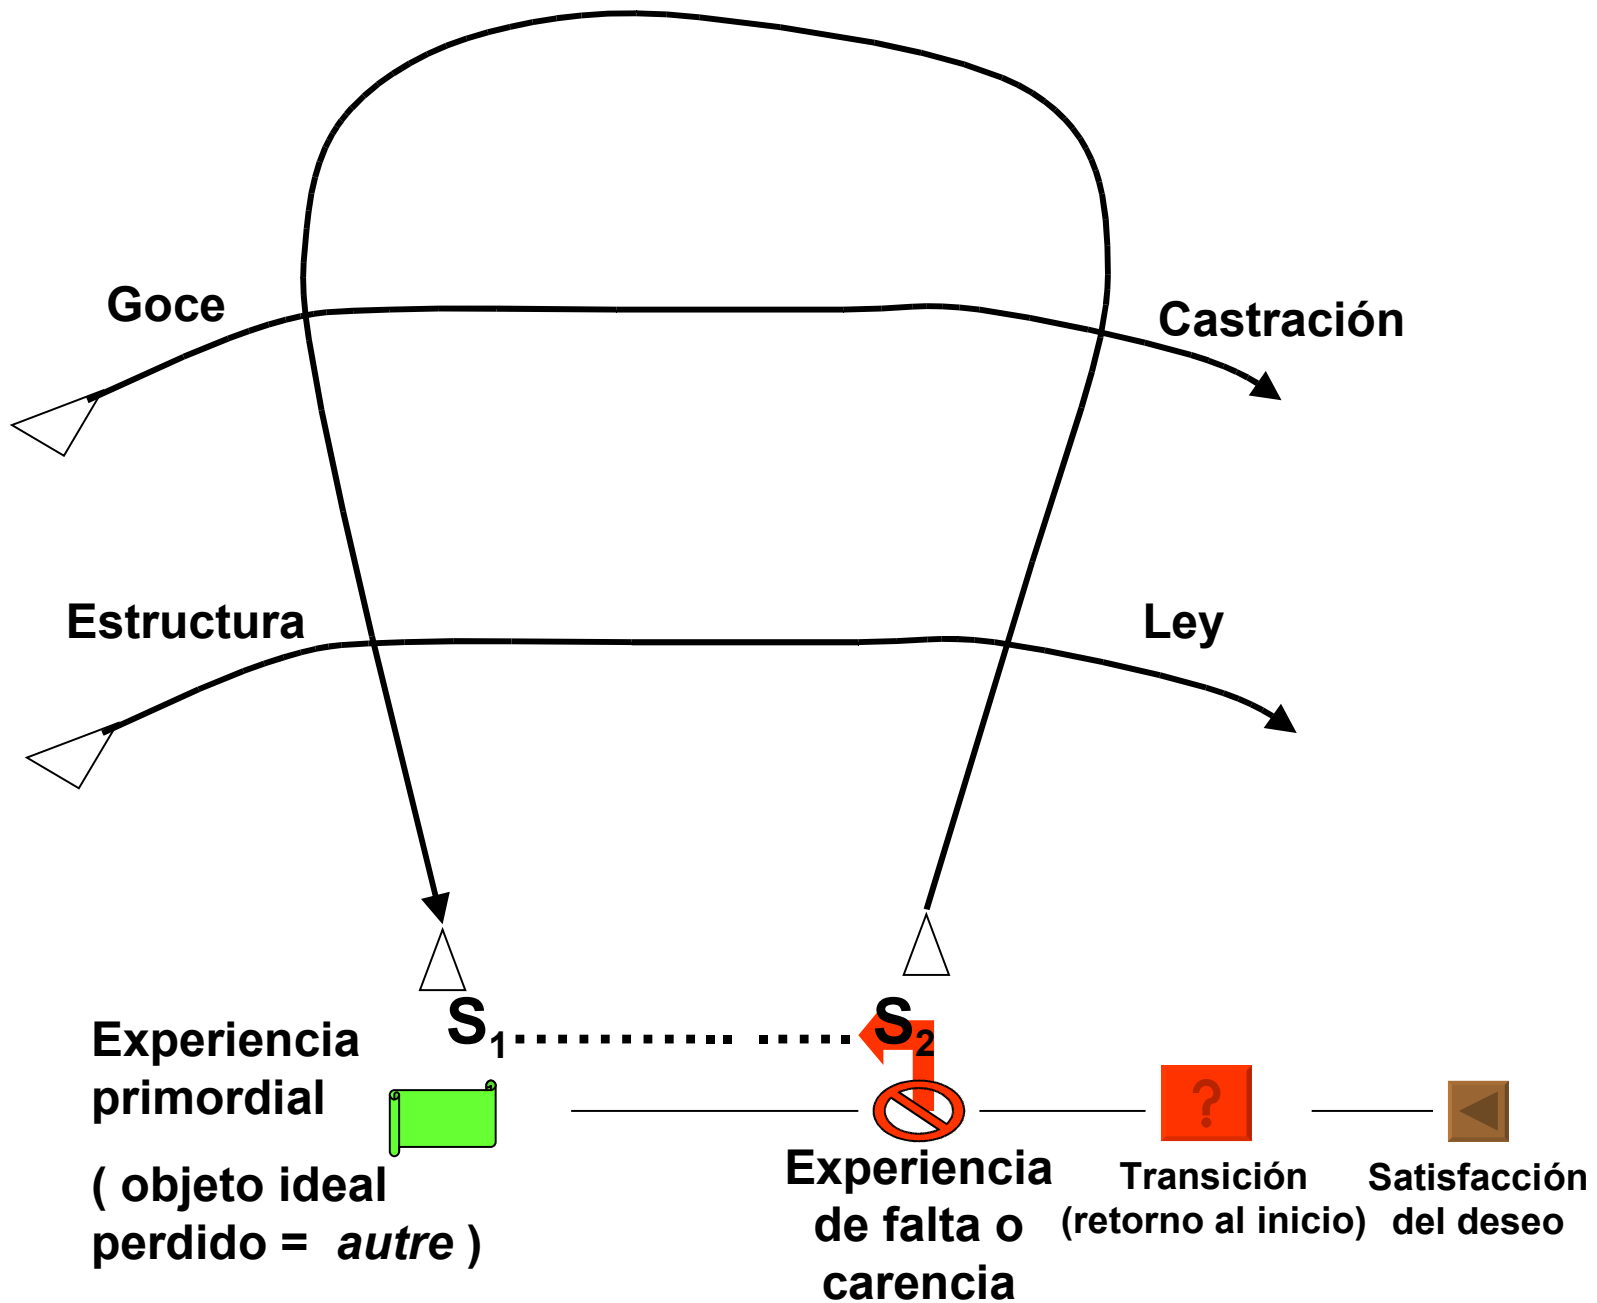 Goce
Castración
Estructura
Ley
S1
S2
Experiencia
primordial
( objeto ideal
perdido = autre )
?
Experiencia
de falta o
carencia
Transición
(retorno al inicio)
Satisfacción
del deseo